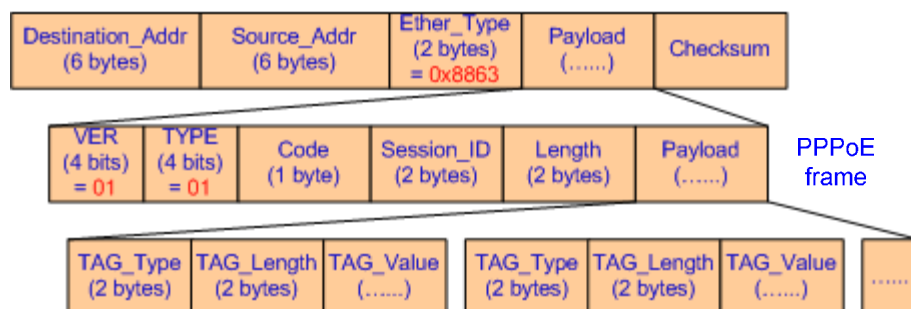 Destination_Addr
(6 bytes)
Source_Addr
(6 bytes)
Ether_Type
(2 bytes)
= 0x8863
Payload
(......)
Checksum
VER
(4 bits)
= 01
TYPE
(4 bits)
= 01
Code
(1 byte)
Session_ID
(2 bytes)
Length
(2 bytes)
Payload
(......)
PPPoE
frame
TAG_Type
(2 bytes)
TAG_Length
(2 bytes)
TAG_Value
(......)
TAG_Type
(2 bytes)
TAG_Length
(2 bytes)
TAG_Value
(......)
......